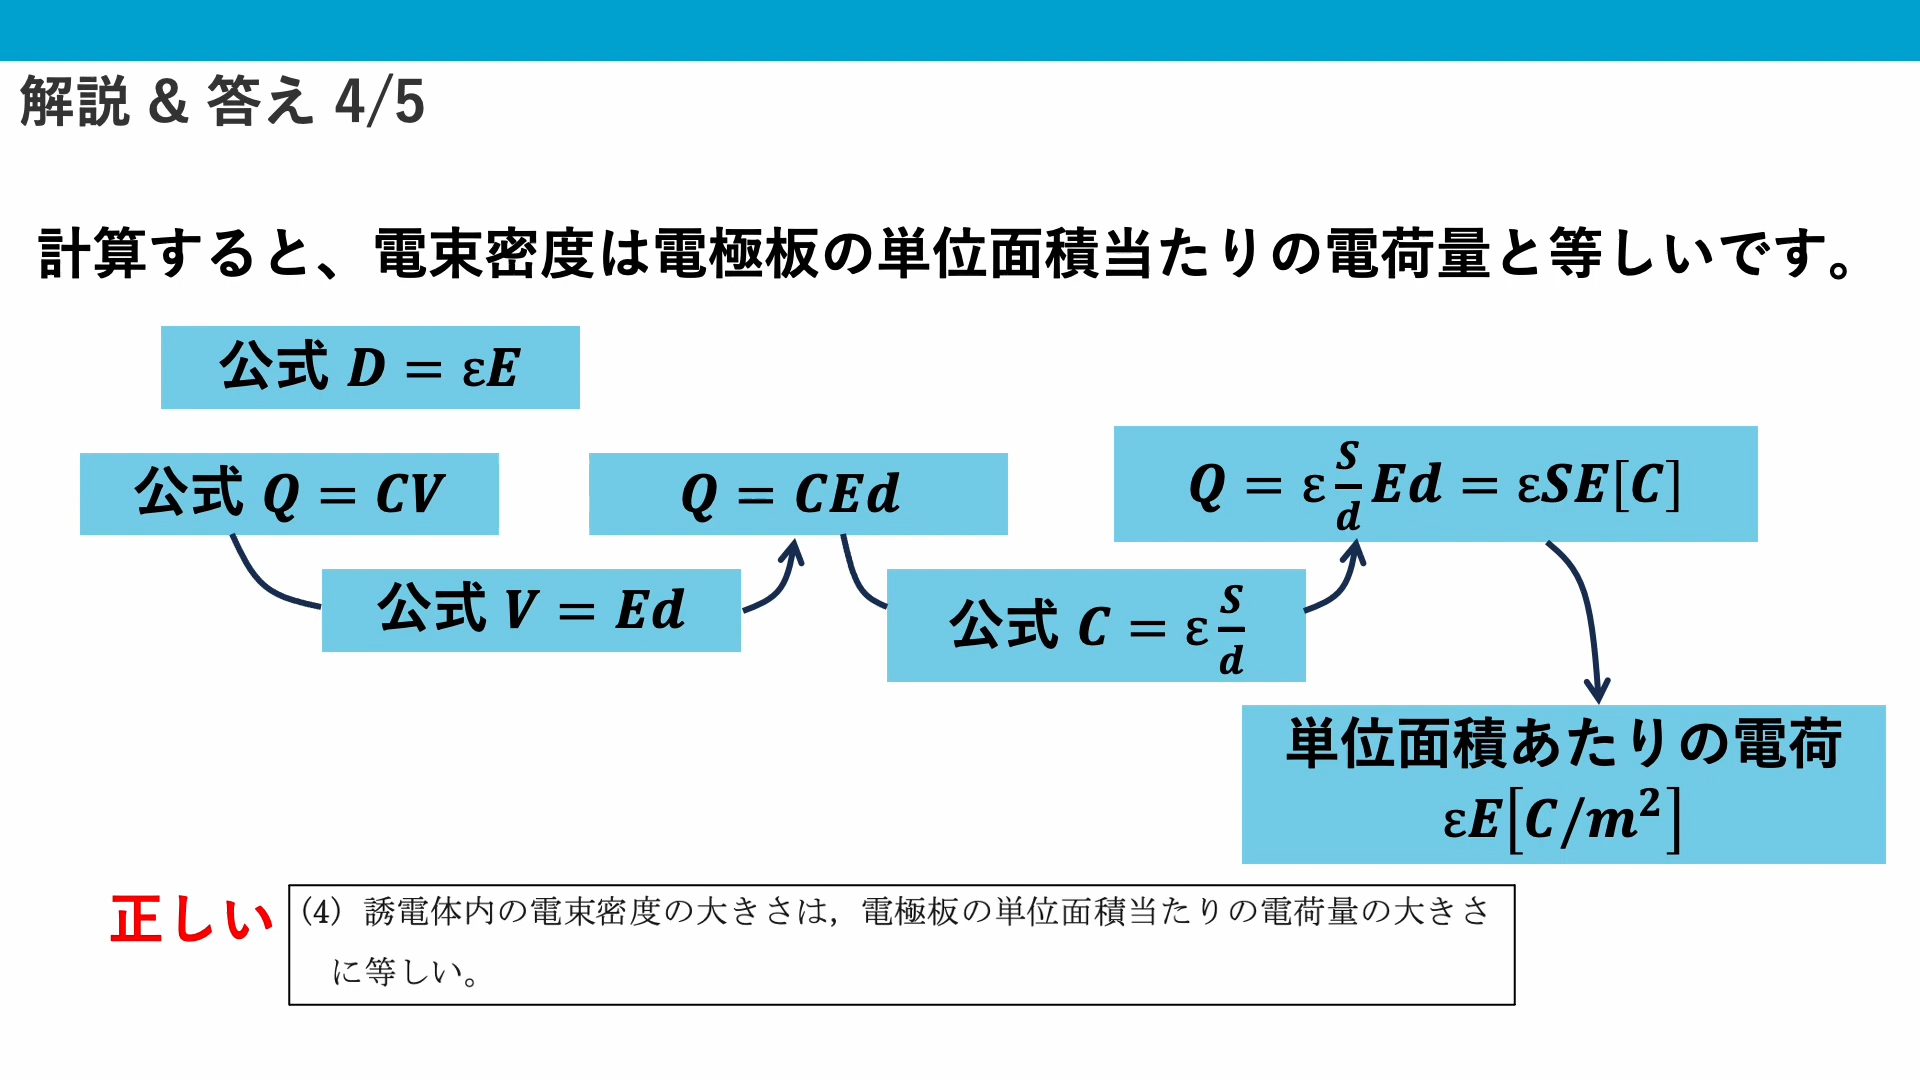 解説 & 答え 4/5
計算すると、電束密度は電極板の単位面積当たりの電荷量と等しいです。
公式 D = εE
公式 Q = CV
Q = CEd
Q = ε S/d Ed = εSE[C]
公式 V = Ed
公式 C = ε S/d
単位面積あたりの電荷
εE[C/m²]
正しい
(4) 誘電体内の電束密度の大きさは，電極板の単位面積当たりの電荷量の大きさ
に等しい。